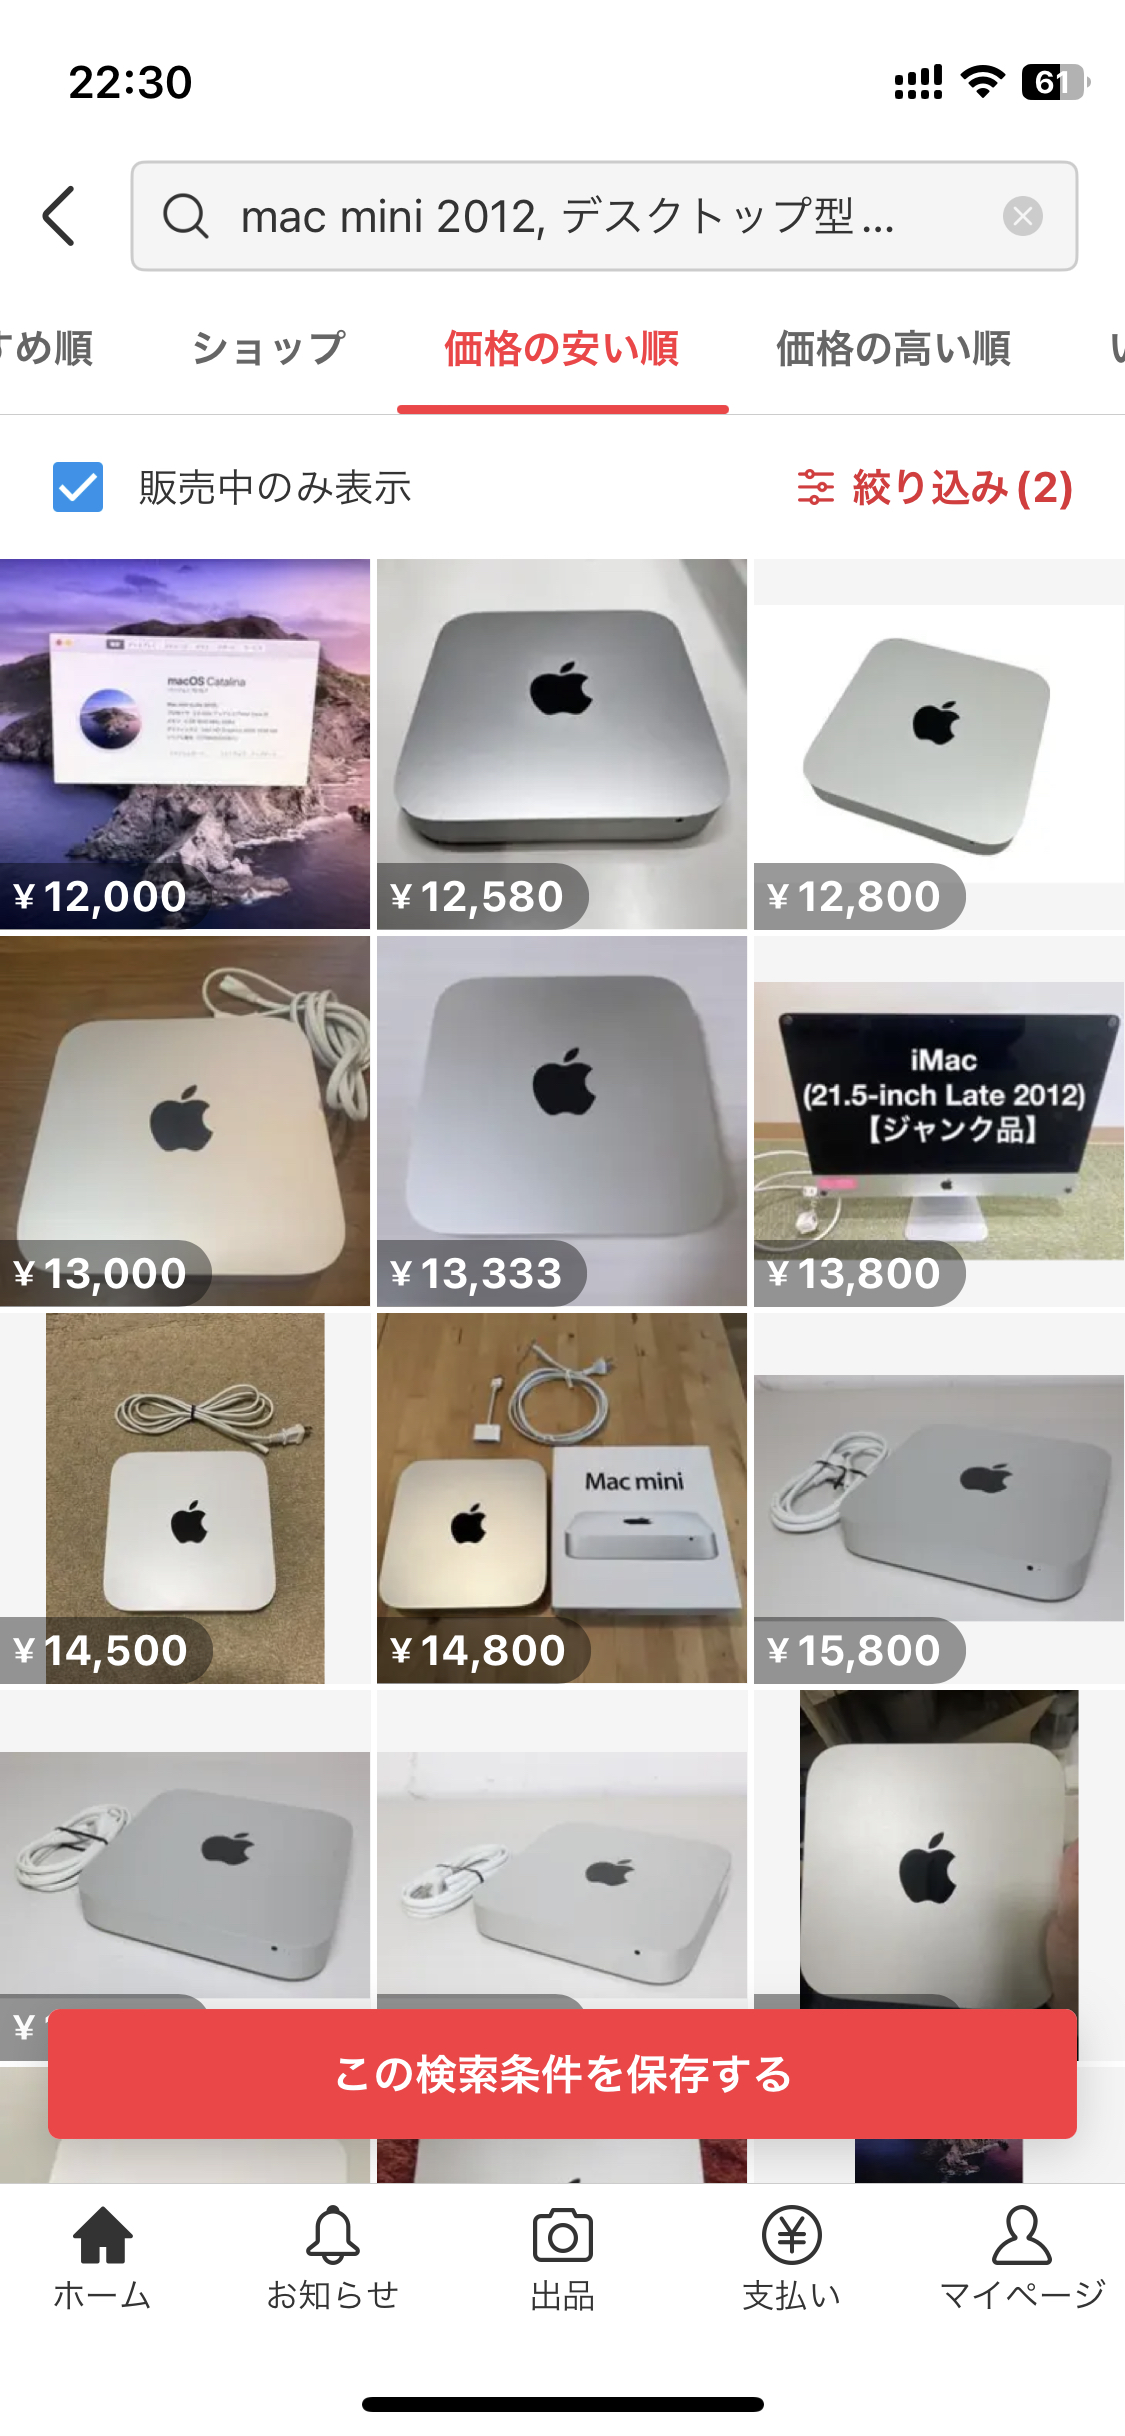 22:30
61
mac mini 2012, デスクトップ型...
すめ順
ショップ
価格の安い順
価格の高い順
い
販売中のみ表示
絞り込み(2)
macOS Catalina
¥12,000
¥12,580
¥12,800
¥13,000
¥13,333
iMac
(21.5-inch Late 2012)
【ジャンク品】
¥13,800
¥14,500
Mac mini
¥14,800
¥15,800
¥
この検索条件を保存する
ホーム
お知らせ
出品
支払い
マイページ